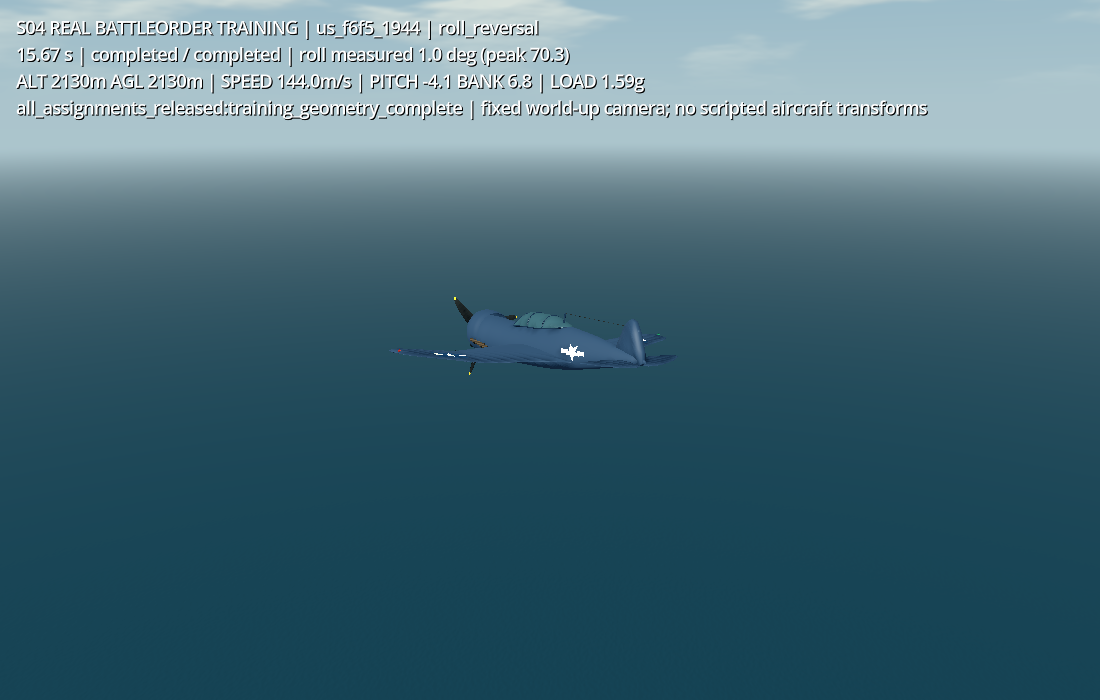 S04 REAL BATTLEORDER TRAINING | us_f6f5_1944 | roll_reversal
15.67 s | completed / completed | roll measured 1.0 deg (peak 70.3)
ALT 2130m AGL 2130m | SPEED 144.0m/s | PITCH -4.1 BANK 6.8 | LOAD 1.59g
all_assignments_released:training_geometry_complete | fixed world-up camera; no scripted aircraft transforms